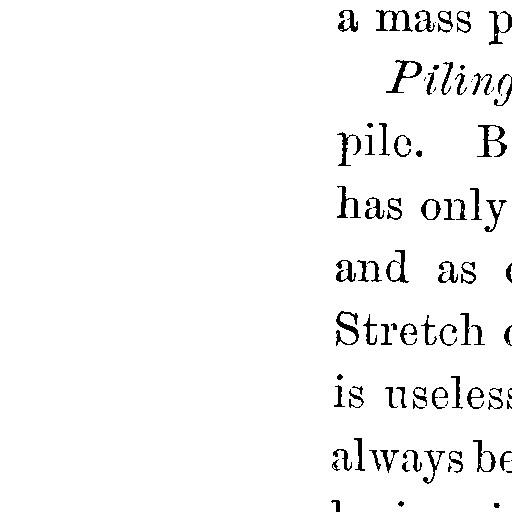 a mass p
Piling
pile. B
has only
and as
Stretch
is useless
always be